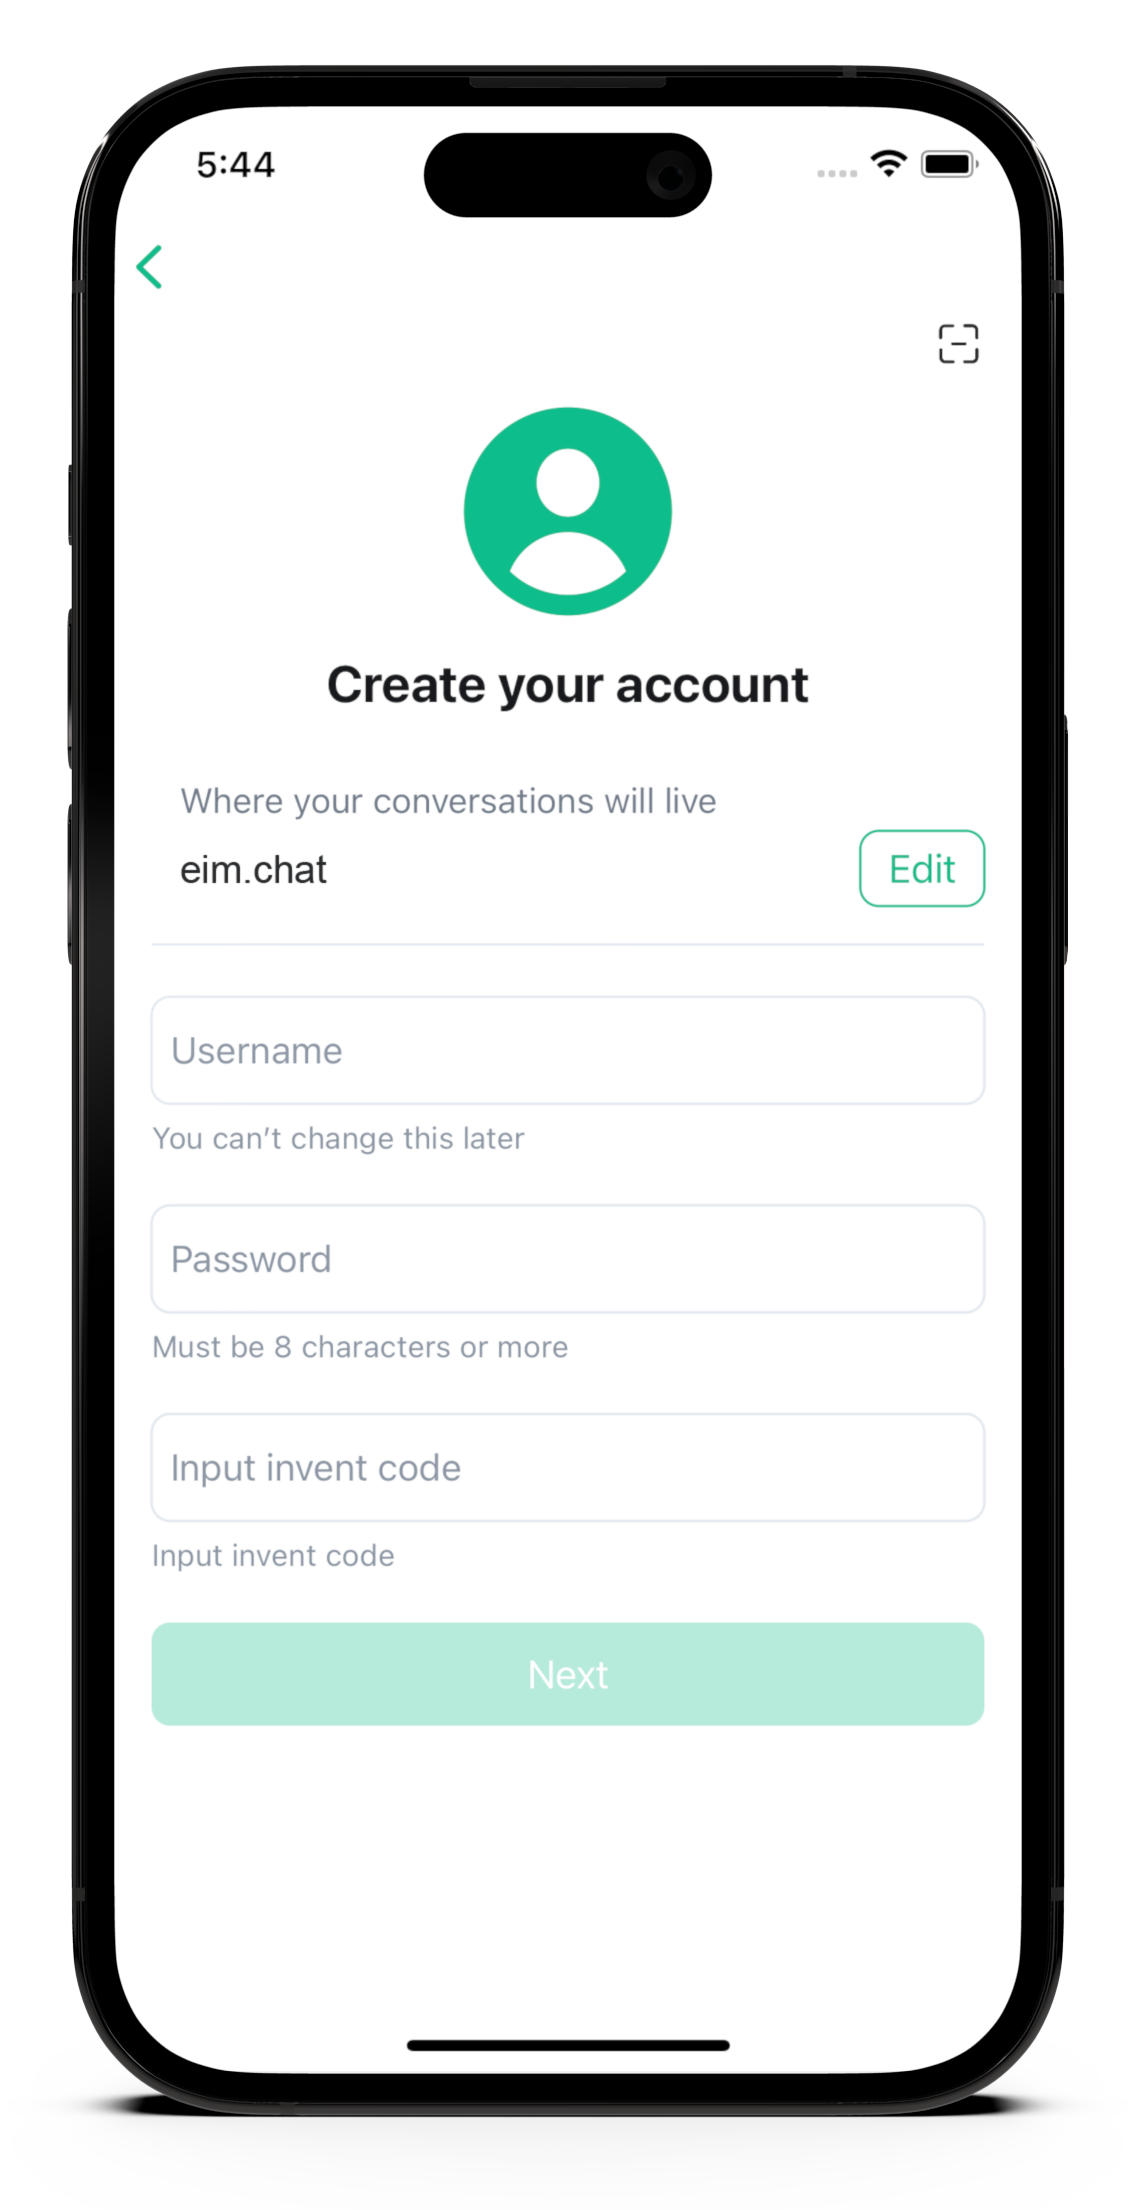 5:44
Create your account
Where your conversations will live
eim.chat
Edit
Username
You can’t change this later
Password
Must be 8 characters or more
Input invent code
Input invent code
Next